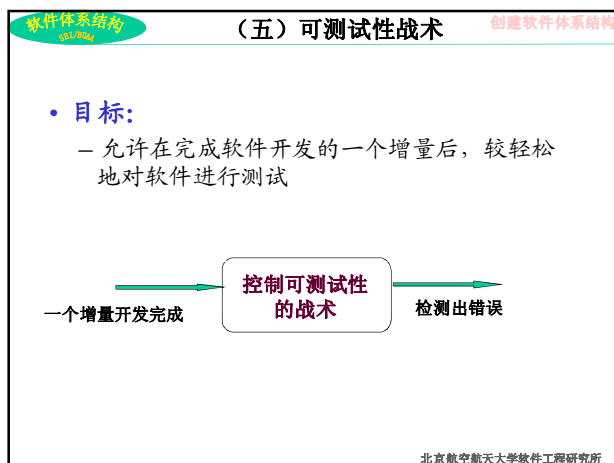 软件体系结构
SEI/BUAA
（五）可测试性战术
创建软件体系结构
• 目标:
– 允许在完成软件开发的一个增量后，较轻松
地对软件进行测试
控制可测试性
的战术
一个增量开发完成
检测出错误
北京航空航天大学软件工程研究所